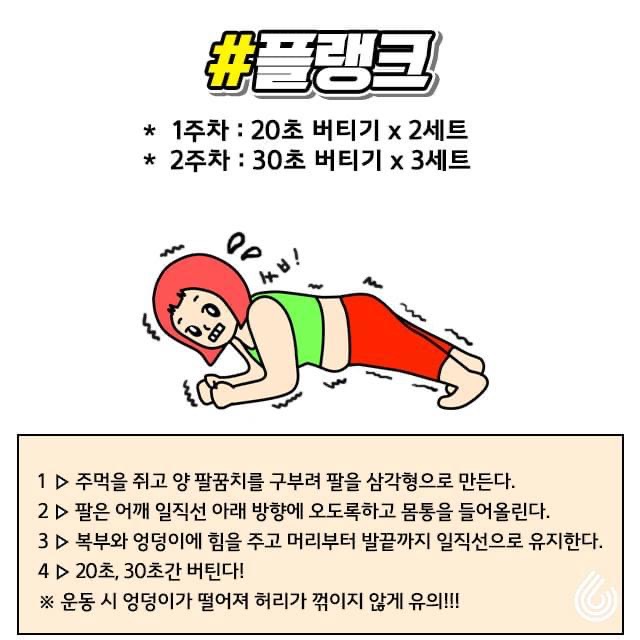 #플랭크
* 1주차 : 20초 버티기 x 2세트
* 2주차 : 30초 버티기 x 3세트
1 ▷ 주먹을 쥐고 양 팔꿈치를 구부려 팔을 삼각형으로 만든다.
2 ▷ 팔은 어깨 일직선 아래 방향에 오도록하고 몸통을 들어올린다.
3 ▷ 복부와 엉덩이에 힘을 주고 머리부터 발끝까지 일직선으로 유지한다.
4 ▷ 20초, 30초간 버틴다!
※ 운동 시 엉덩이가 떨어져 허리가 꺾이지 않게 유의!!!